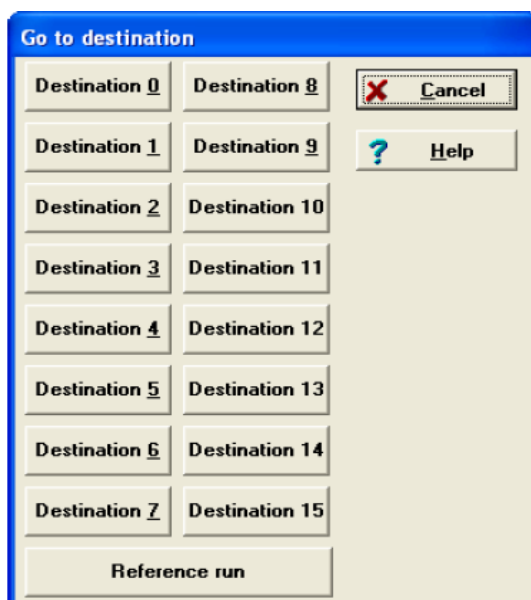 Go to destination
Destination 0
Destination 8
Cancel
Destination 1
Destination 9
Help
Destination 2
Destination 10
Destination 3
Destination 11
Destination 4
Destination 12
Destination 5
Destination 13
Destination 6
Destination 14
Destination 7
Destination 15
Reference run